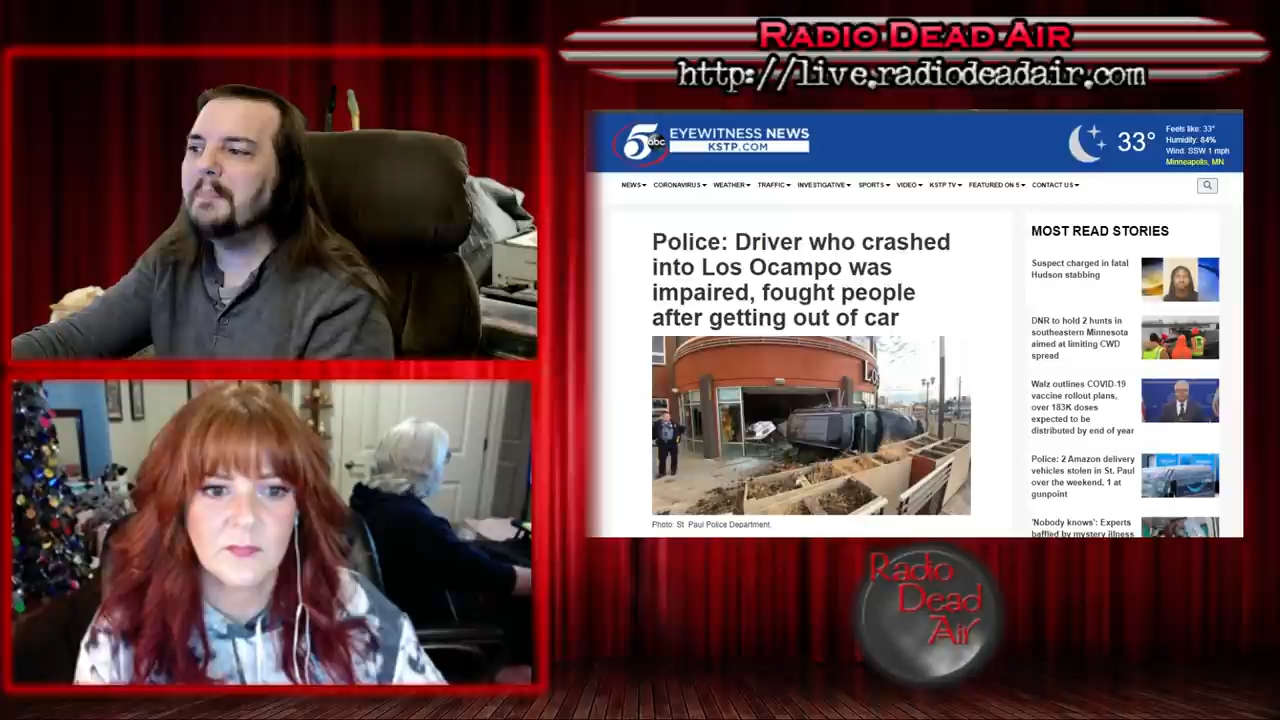 RADIO DEAD AIR
http://live.radiodeadair.com
5 abc
EYEWITNESS NEWS
KSTP.COM
33°
Feels like: 33°
Humidity: 84%
Wind: SSW 1 mph
Minneapolis, MN
NEWS CORONAVIRUS WEATHER TRAFFIC INVESTIGATIVE SPORTS VIDEO KSTP TV FEATURED ON 5 CONTACT US
Police: Driver who crashed
into Los Ocampo was
impaired, fought people
after getting out of car
LOS
Photo: St. Paul Police Department.
MOST READ STORIES
Suspect charged in fatal
Hudson stabbing
DNR to hold 2 hunts in
southeastern Minnesota
aimed at limiting CWD
spread
Walz outlines COVID-19
vaccine rollout plans,
over 183K doses
expected to be
distributed by end of year
Police: 2 Amazon delivery
vehicles stolen in St. Paul
over the weekend, 1 at
gunpoint
'Nobody knows': Experts
baffled by mystery illness
Radio
Dead
Air